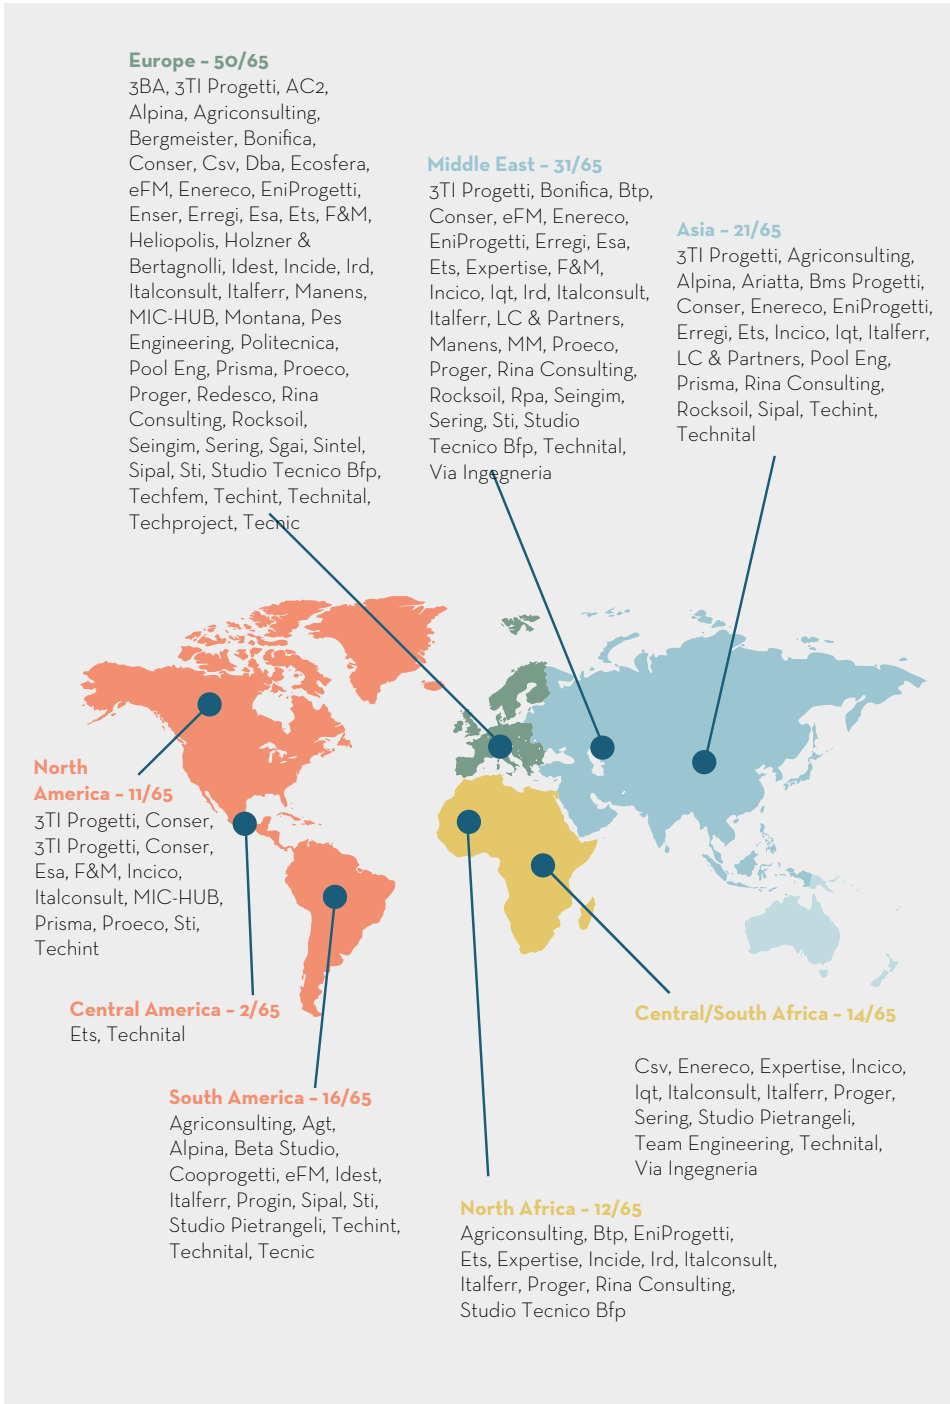 Europe – 50/65
3BA, 3TI Progetti, AC2,
Alpina, Agriconsulting,
Bergmeister, Bonifica,
Conser, Csv, Dba, Ecosfera,
eFM, Enereco, EniProgetti,
Enser, Erregi, Esa, Ets, F&M,
Heliopolis, Holzner &
Bertagnolli, Idest, Incide, Ird,
Italconsult, Italferr, Manens,
MIC-HUB, Montana, Pes
Engineering, Politecnica,
Pool Eng, Prisma, Proeco,
Proger, Redesco, Rina
Consulting, Rocksoil,
Seingim, Sering, Sgai, Sintel,
Sipal, Sti, Studio Tecnico Bfp,
Techfem, Techint, Technital,
Techproject, Tecnic
Middle East – 31/65
3TI Progetti, Bonifica, Btp,
Conser, eFM, Enereco,
EniProgetti, Erregi, Esa,
Ets, Expertise, F&M,
Incico, Iqt, Ird, Italconsult,
Italferr, LC & Partners,
Manens, MM, Proeco,
Proger, Rina Consulting,
Rocksoil, Rpa, Seingim,
Sering, Sti, Studio
Tecnico Bfp, Technital,
Via Ingegneria
Asia – 21/65
3TI Progetti, Agriconsulting,
Alpina, Ariatta, Bms Progetti,
Conser, Enereco, EniProgetti,
Erregi, Ets, Incico, Iqt, Italferr,
LC & Partners, Pool Eng,
Prisma, Rina Consulting,
Rocksoil, Sipal, Techint,
Technital
North
America – 11/65
3TI Progetti, Conser,
3TI Progetti, Conser,
Esa, F&M, Incico,
Italconsult, MIC-HUB,
Prisma, Proeco, Sti,
Techint
Central America – 2/65
Ets, Technital
South America – 16/65
Agriconsulting, Agt,
Alpina, Beta Studio,
Cooprogetti, eFM, Idest,
Italferr, Progin, Sipal, Sti,
Studio Pietrangeli, Techint,
Technital, Tecnic
Central/South Africa – 14/65
Csv, Enereco, Expertise, Incico,
Iqt, Italconsult, Italferr, Proger,
Sering, Studio Pietrangeli,
Team Engineering, Technital,
Via Ingegneria
North Africa – 12/65
Agriconsulting, Btp, EniProgetti,
Ets, Expertise, Incide, Ird, Italconsult,
Italferr, Proger, Rina Consulting,
Studio Tecnico Bfp